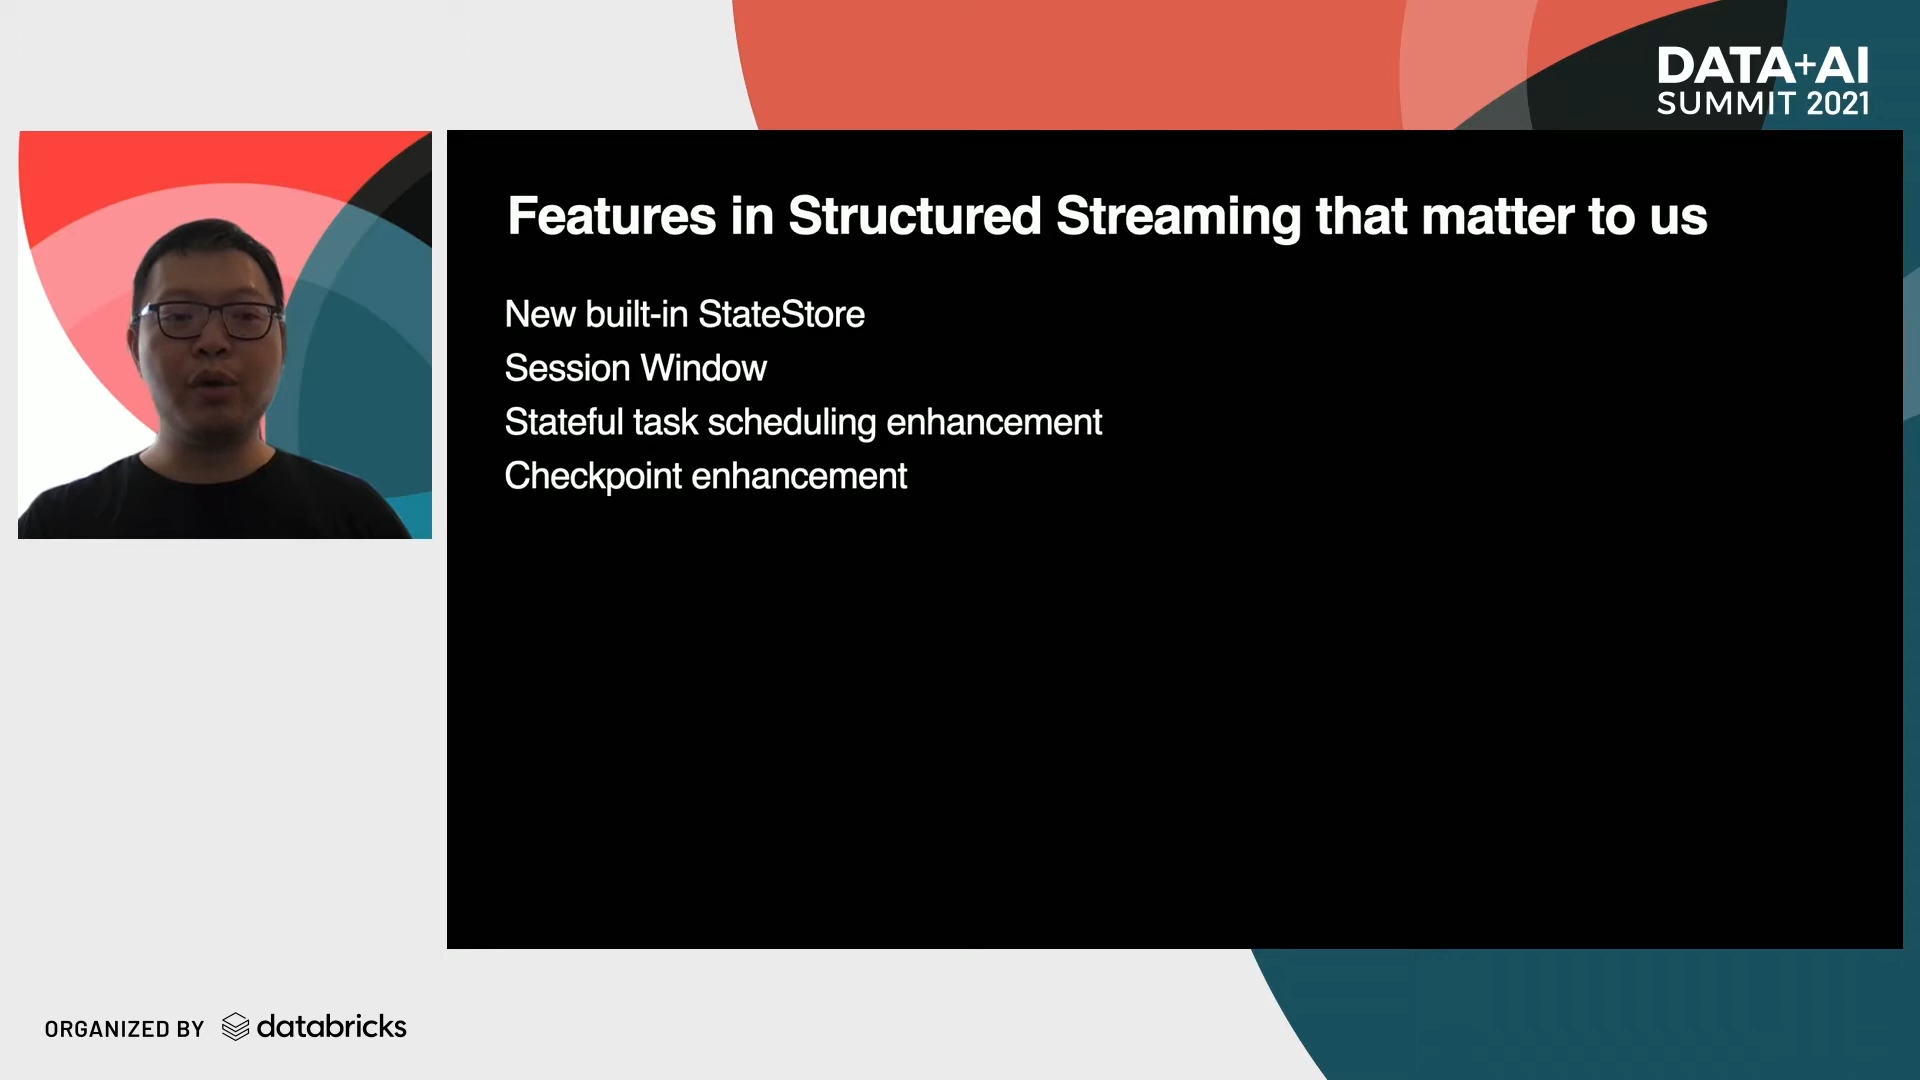 DATA+AI
SUMMIT 2021
Features in Structured Streaming that matter to us
New built-in StateStore
Session Window
Stateful task scheduling enhancement
Checkpoint enhancement
ORGANIZED BY databricks